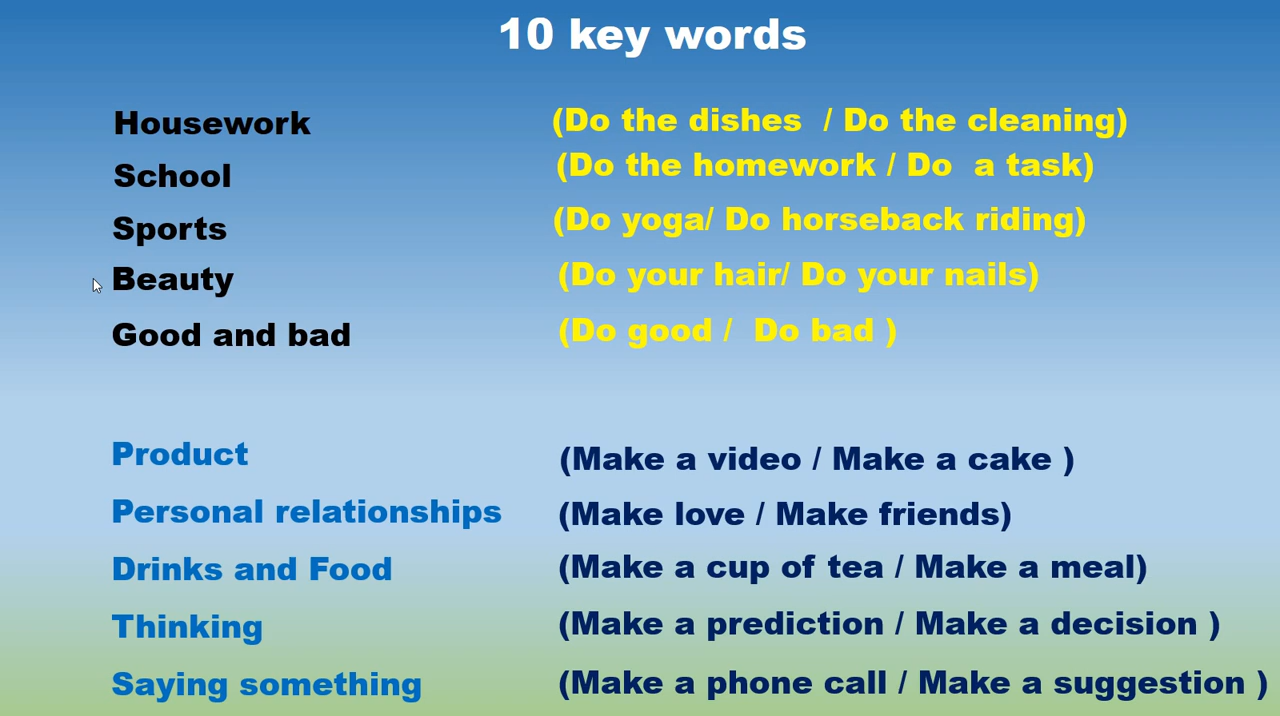 10 key words
Housework (Do the dishes / Do the cleaning)
School (Do the homework / Do a task)
Sports (Do yoga/ Do horseback riding)
Beauty (Do your hair/ Do your nails)
Good and bad (Do good / Do bad )
Product (Make a video / Make a cake )
Personal relationships (Make love / Make friends)
Drinks and Food (Make a cup of tea / Make a meal)
Thinking (Make a prediction / Make a decision )
Saying something (Make a phone call / Make a suggestion )